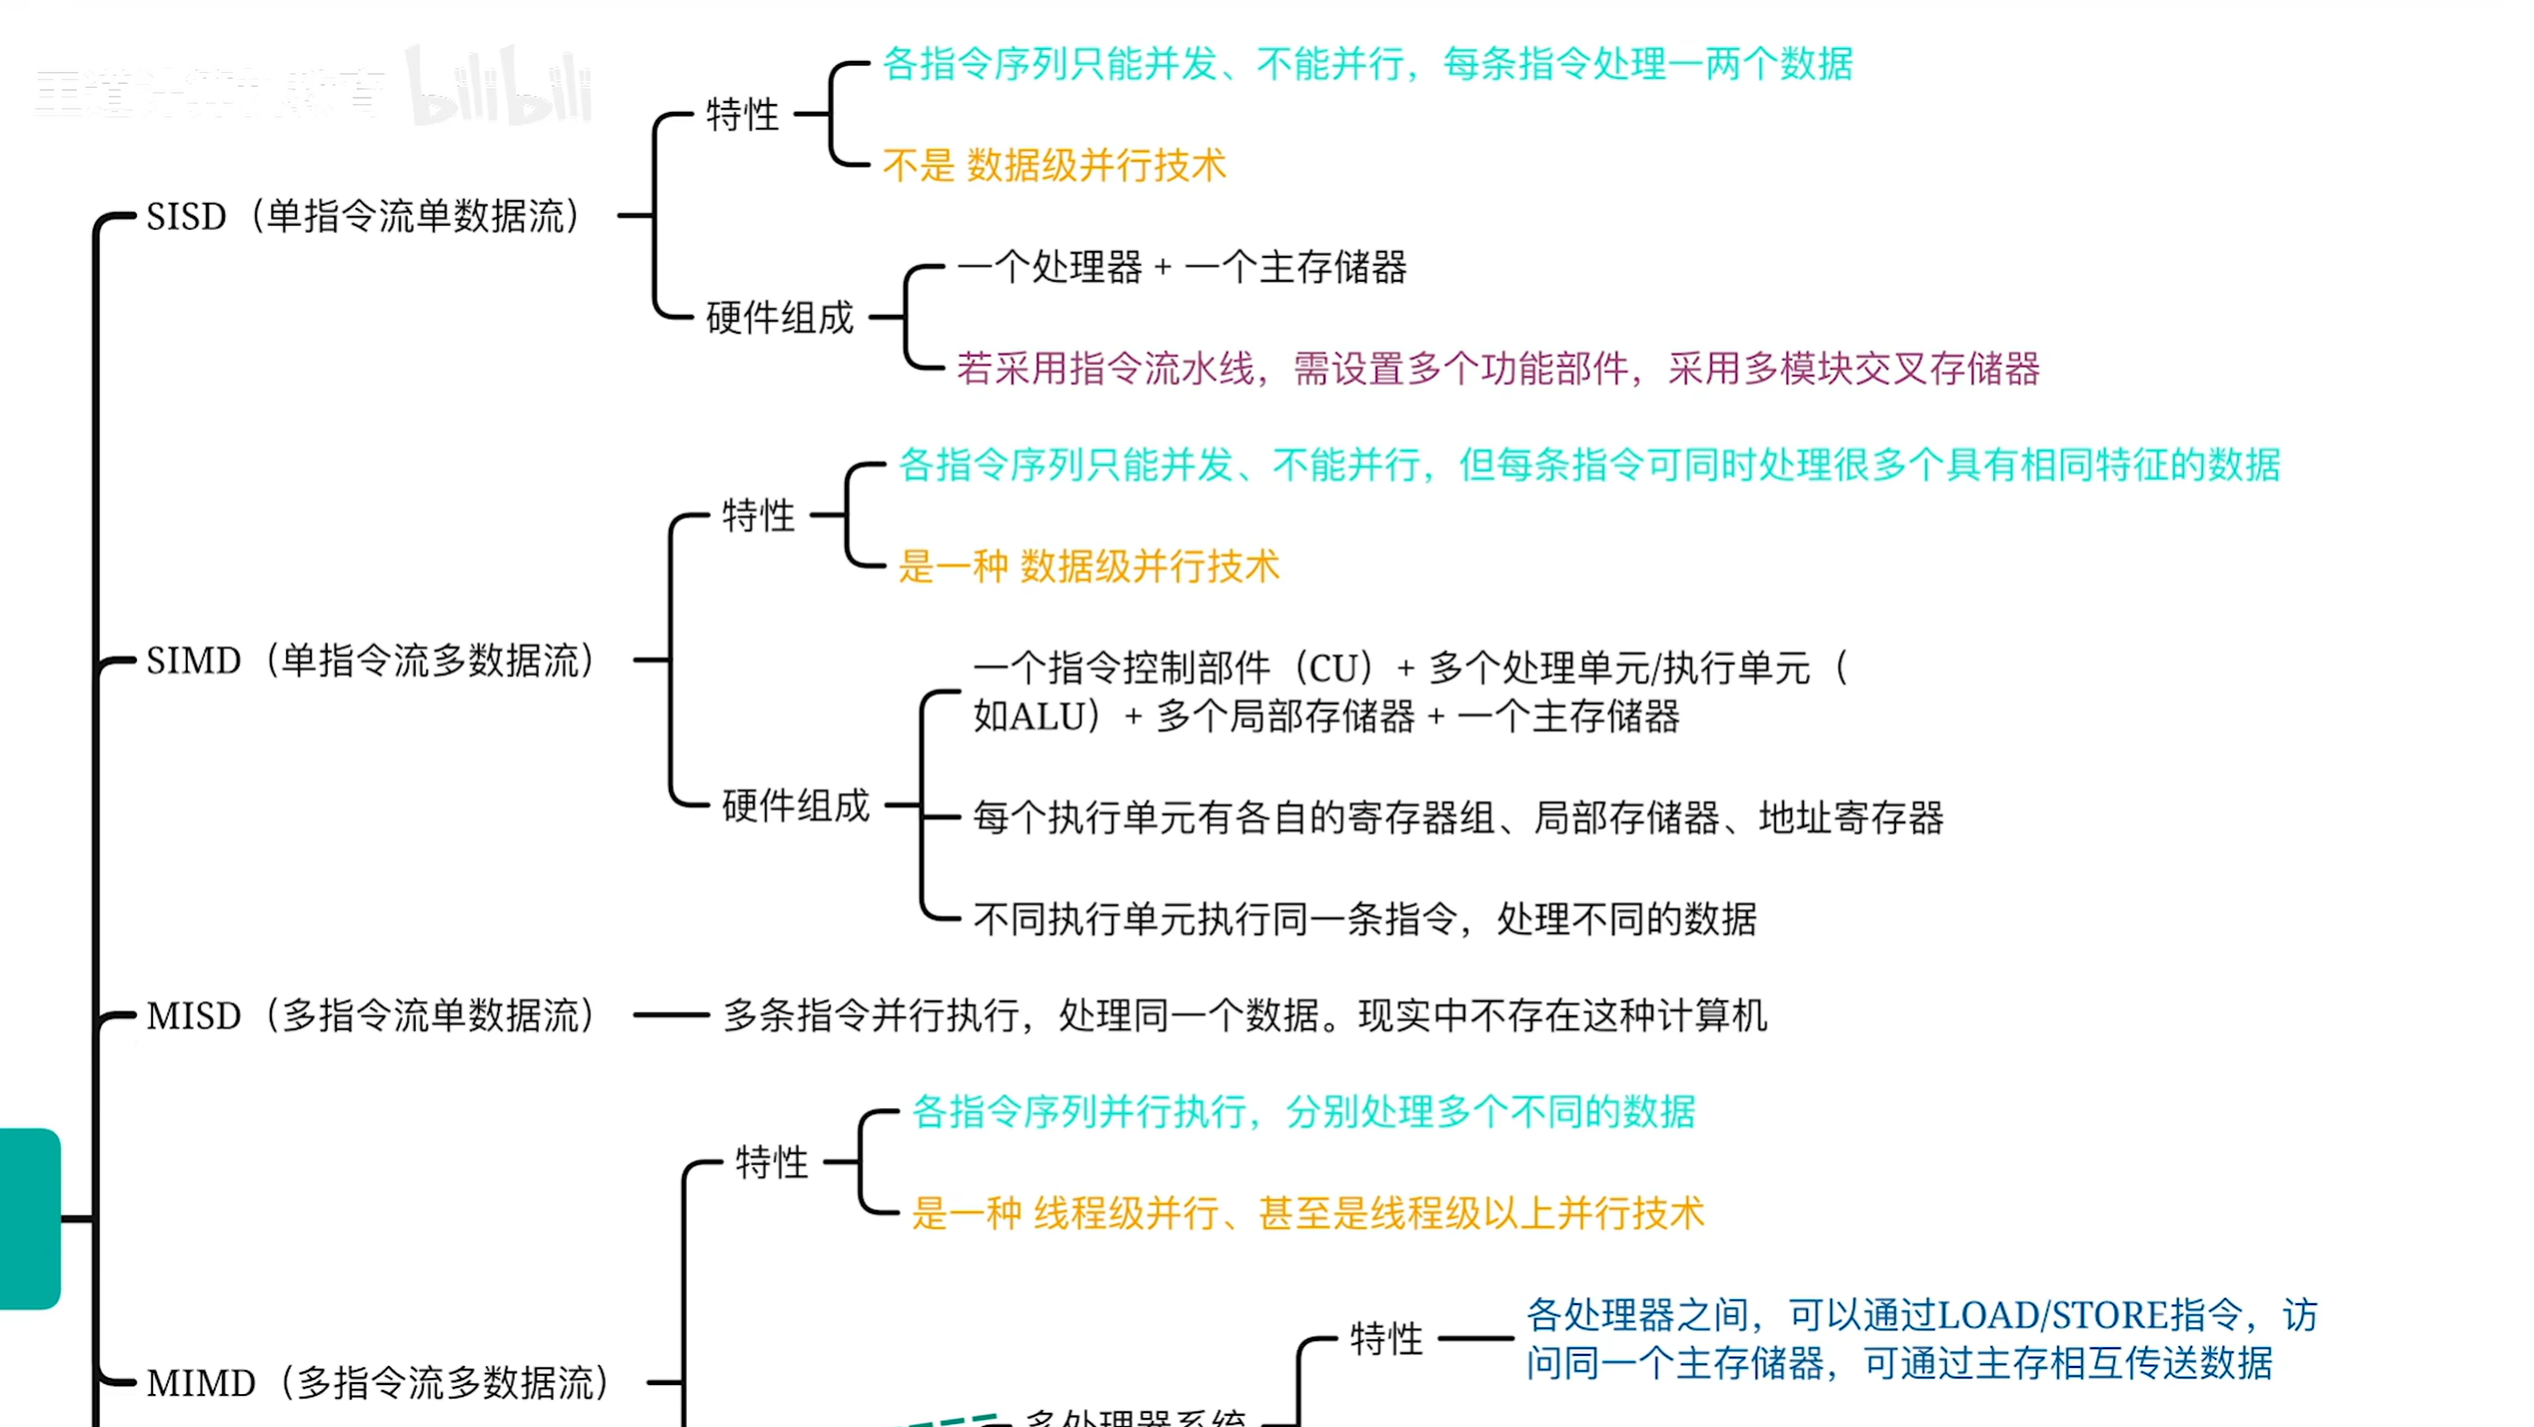 王道计算机教育 bilibili
各指令序列只能并发、不能并行，每条指令处理一两个数据
特性
不是 数据级并行技术
SISD（单指令流单数据流）
一个处理器 + 一个主存储器
硬件组成
若采用指令流水线，需设置多个功能部件，采用多模块交叉存储器
各指令序列只能并发、不能并行，但每条指令可同时处理很多个具有相同特征的数据
特性
是一种 数据级并行技术
SIMD（单指令流多数据流）
一个指令控制部件（CU）+ 多个处理单元/执行单元（
如ALU）+ 多个局部存储器 + 一个主存储器
硬件组成
每个执行单元有各自的寄存器组、局部存储器、地址寄存器
不同执行单元执行同一条指令，处理不同的数据
MISD（多指令流单数据流）
多条指令并行执行，处理同一个数据。现实中不存在这种计算机
各指令序列并行执行，分别处理多个不同的数据
特性
是一种 线程级并行、甚至是线程级以上并行技术
MIMD（多指令流多数据流）
各处理器之间，可以通过LOAD/STORE指令，访
问同一个主存储器，可通过主存相互传送数据
特性
多处理器系统